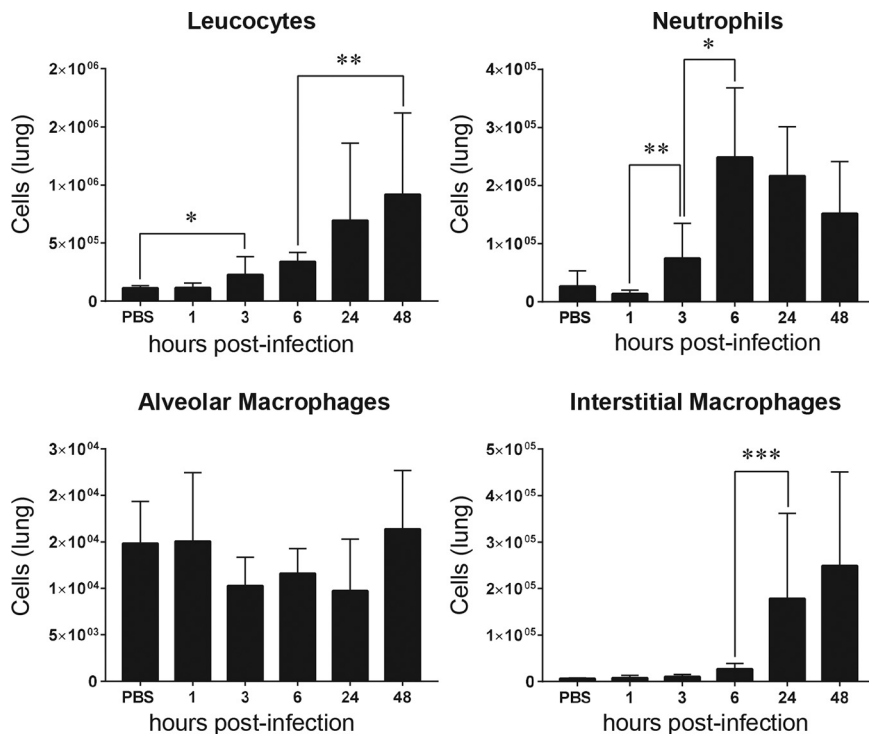 Leucocytes
Cells (lung)
2×10⁰⁶
**
2×10⁰⁶
1×10⁰⁶
*
5×10⁰⁵
0
PBS 1 3 6 24 48
hours post-infection
Neutrophils
Cells (lung)
*
4×10⁰⁵
**
3×10⁰⁵
2×10⁰⁵
1×10⁰⁵
0
PBS 1 3 6 24 48
hours post-infection
Alveolar Macrophages
Cells (lung)
3×10⁰⁴
2×10⁰⁴
2×10⁰⁴
1×10⁰⁴
5×10⁰³
0
PBS 1 3 6 24 48
hours post-infection
Interstitial Macrophages
Cells (lung)
5×10⁰⁵
***
4×10⁰⁵
3×10⁰⁵
2×10⁰⁵
1×10⁰⁵
0
PBS 1 3 6 24 48
hours post-infection